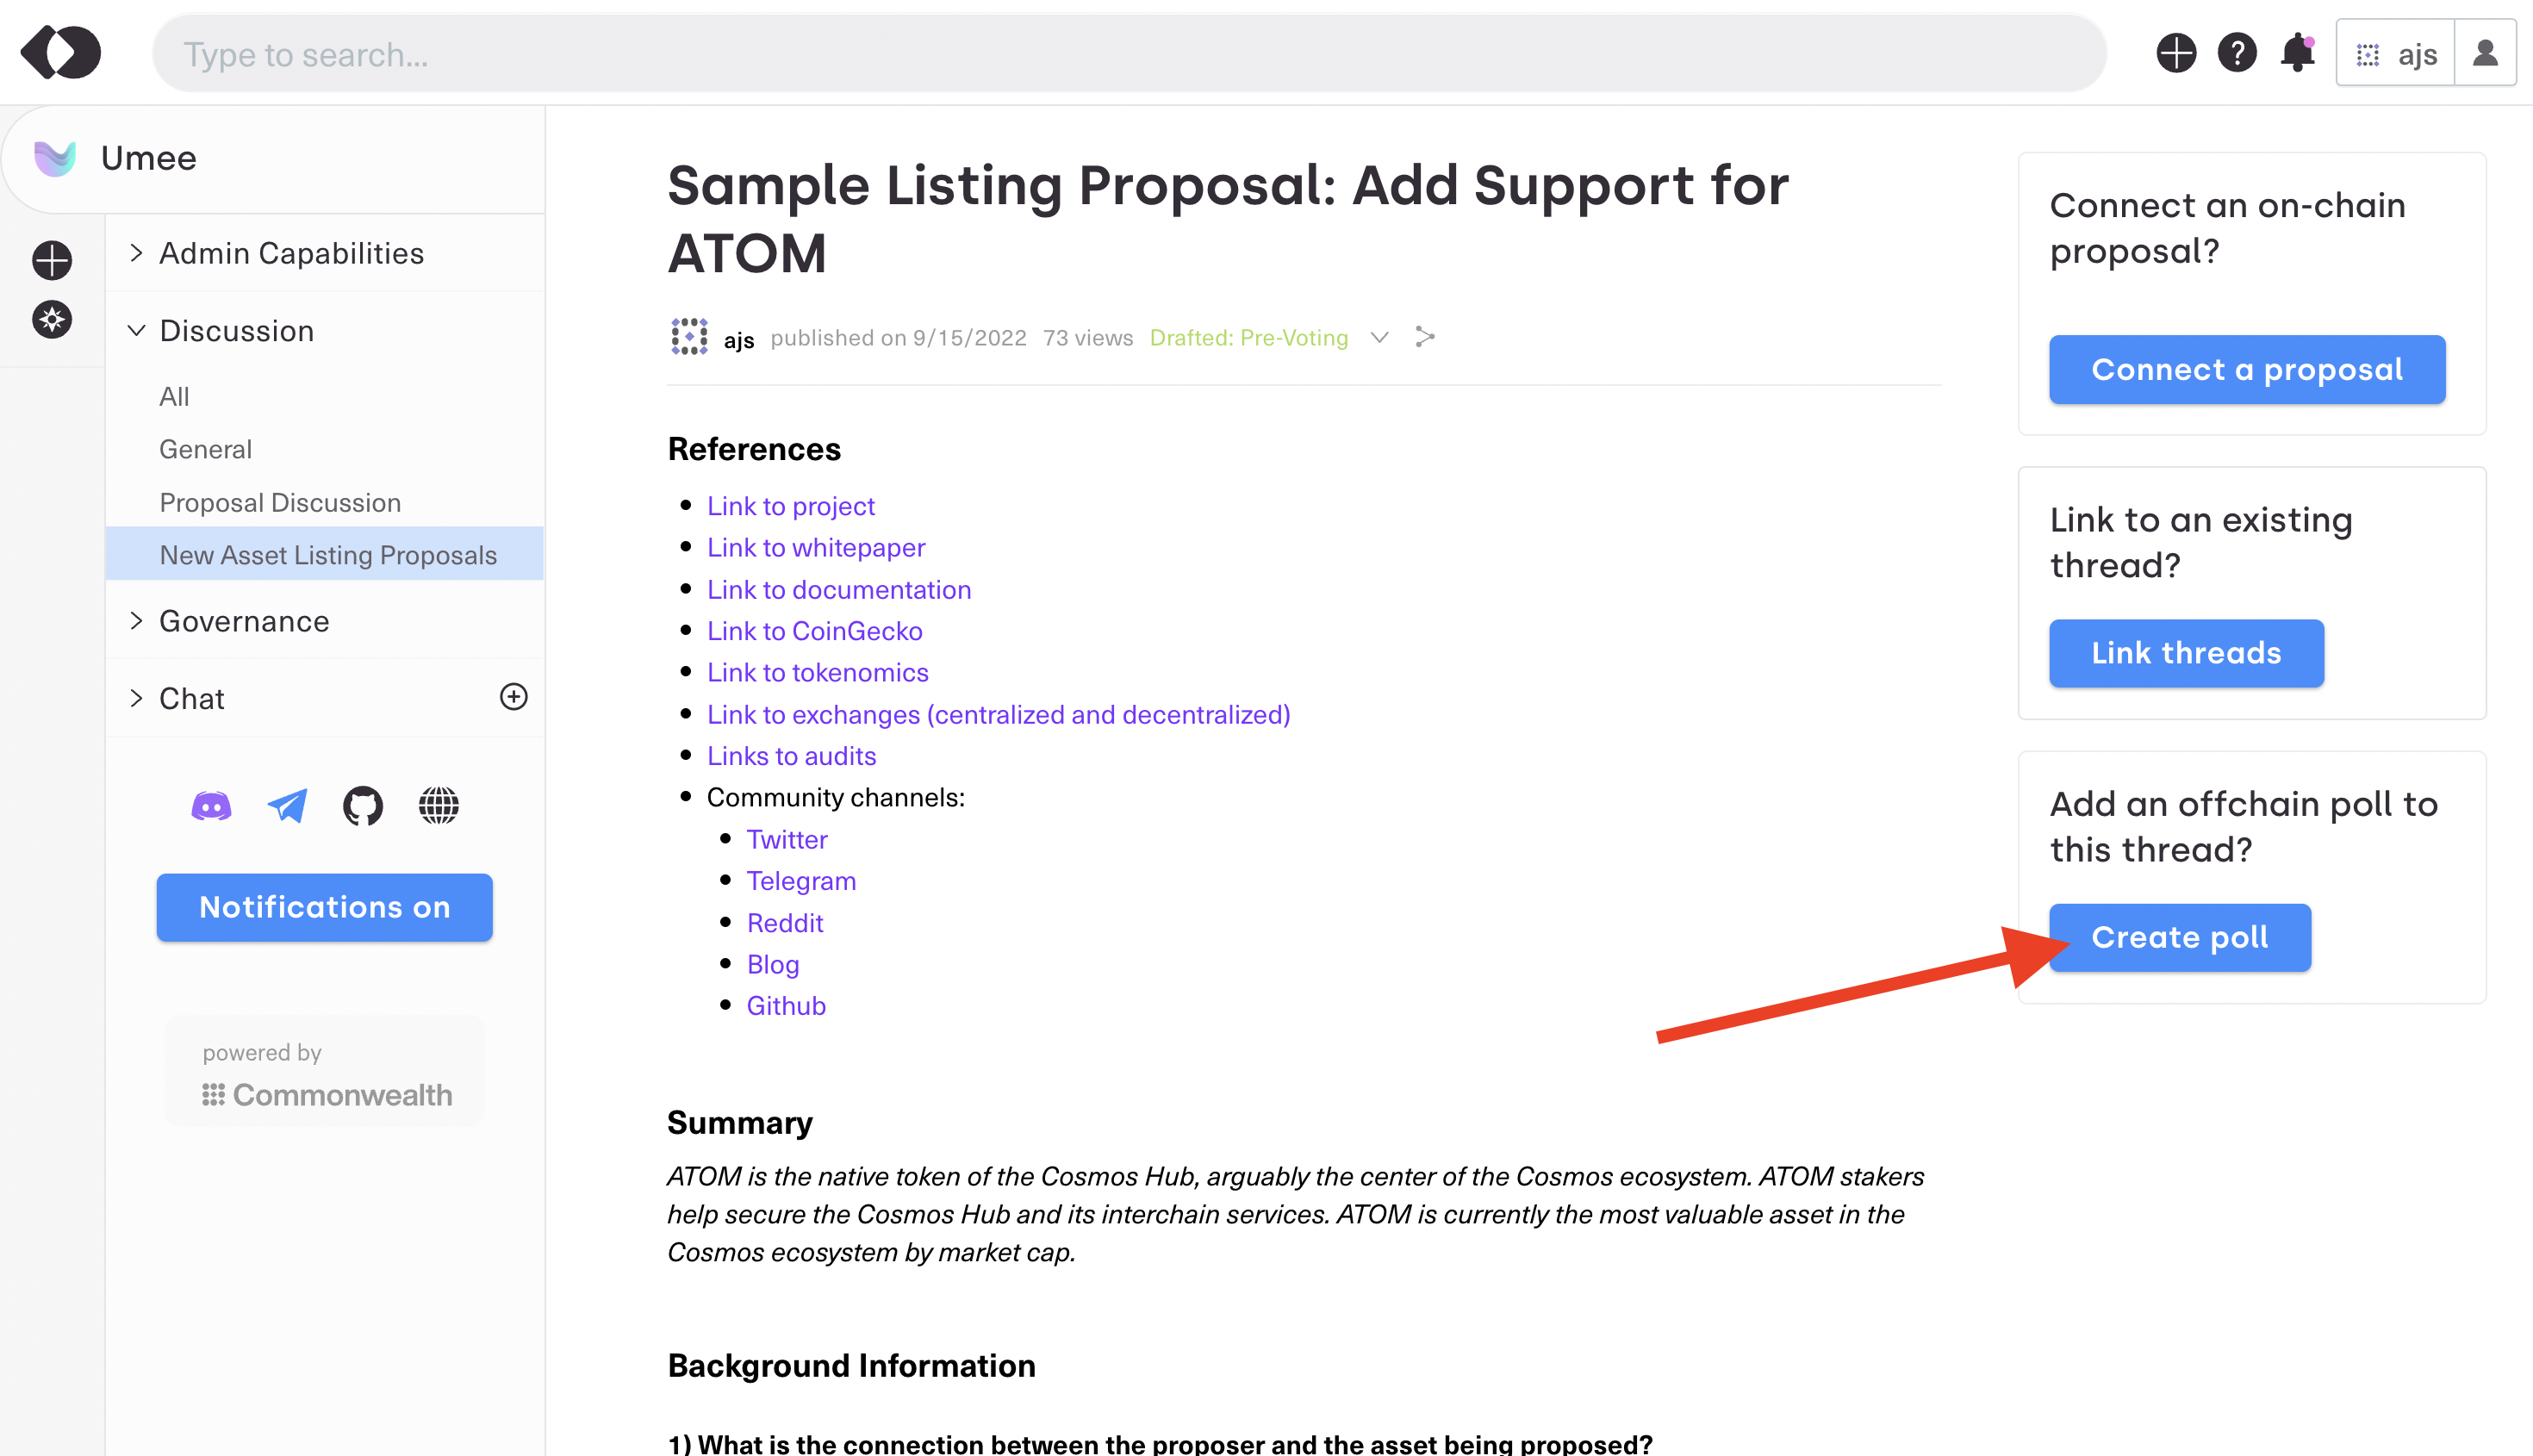 Type to search...
ajs
Umee
Admin Capabilities
Discussion
All
General
Proposal Discussion
New Asset Listing Proposals
Governance
Chat
Notifications on
powered by
Commonwealth
Sample Listing Proposal: Add Support for
ATOM
ajs published on 9/15/2022 73 views Drafted: Pre-Voting
References
Link to project
Link to whitepaper
Link to documentation
Link to CoinGecko
Link to tokenomics
Link to exchanges (centralized and decentralized)
Links to audits
Community channels:
Twitter
Telegram
Reddit
Blog
Github
Summary
ATOM is the native token of the Cosmos Hub, arguably the center of the Cosmos ecosystem. ATOM stakers
help secure the Cosmos Hub and its interchain services. ATOM is currently the most valuable asset in the
Cosmos ecosystem by market cap.
Background Information
1) What is the connection between the proposer and the asset being proposed?
Connect an on-chain
proposal?
Connect a proposal
Link to an existing
thread?
Link threads
Add an offchain poll to
this thread?
Create poll